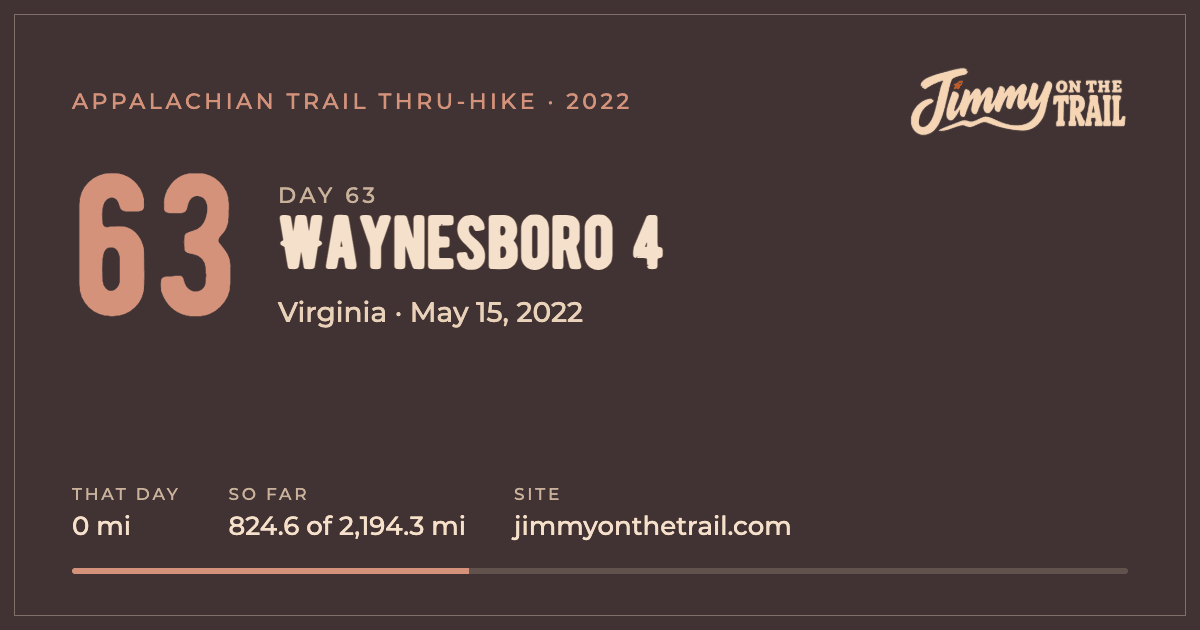 APPALACHIAN TRAIL THRU-HIKE · 2022
Jimmy ON THE TRAIL
63
DAY 63
WAYNESBORO 4
Virginia · May 15, 2022
THAT DAY SO FAR SITE
0 mi 824.6 of 2,194.3 mi jimmyonthetrail.com